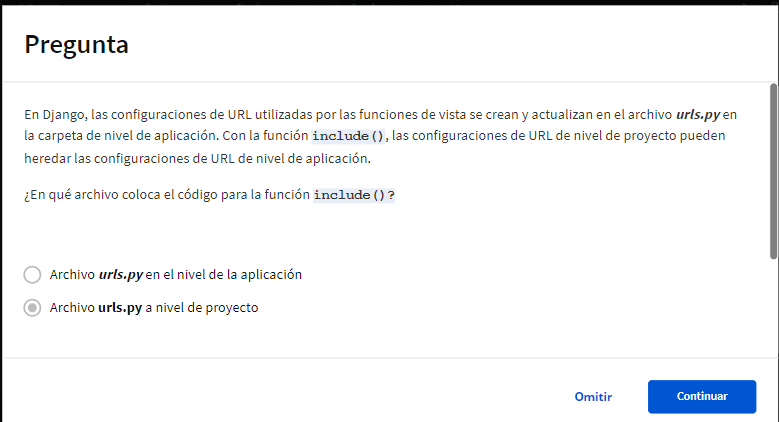 Pregunta
En Django, las configuraciones de URL utilizadas por las funciones de vista se crean y actualizan en el archivo urls.py en
la carpeta de nivel de aplicación. Con la función include(), las configuraciones de URL de nivel de proyecto pueden
heredar las configuraciones de URL de nivel de aplicación.
¿En qué archivo coloca el código para la función include()?
Archivo urls.py en el nivel de la aplicación
Archivo urls.py a nivel de proyecto
Omitir
Continuar